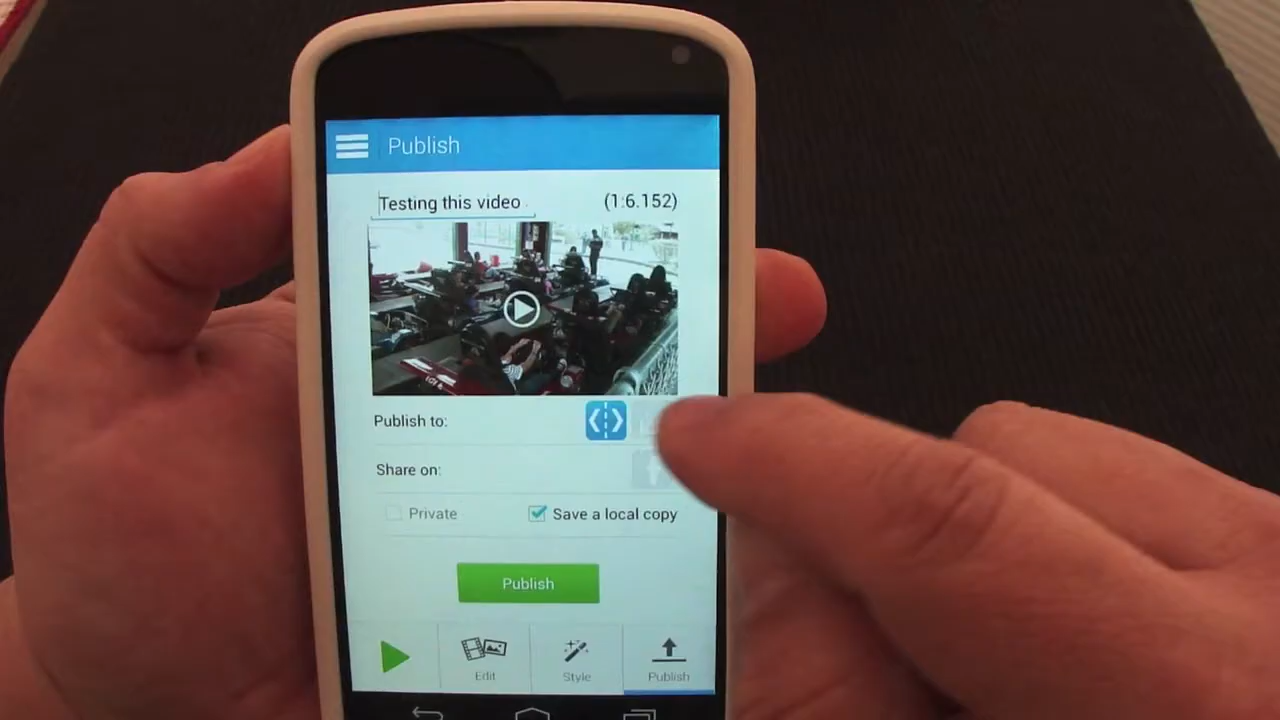 Publish
Testing this video (1:6.152)
Publish to:
Share on:
Private Save a local copy
Publish
Edit Style Publish